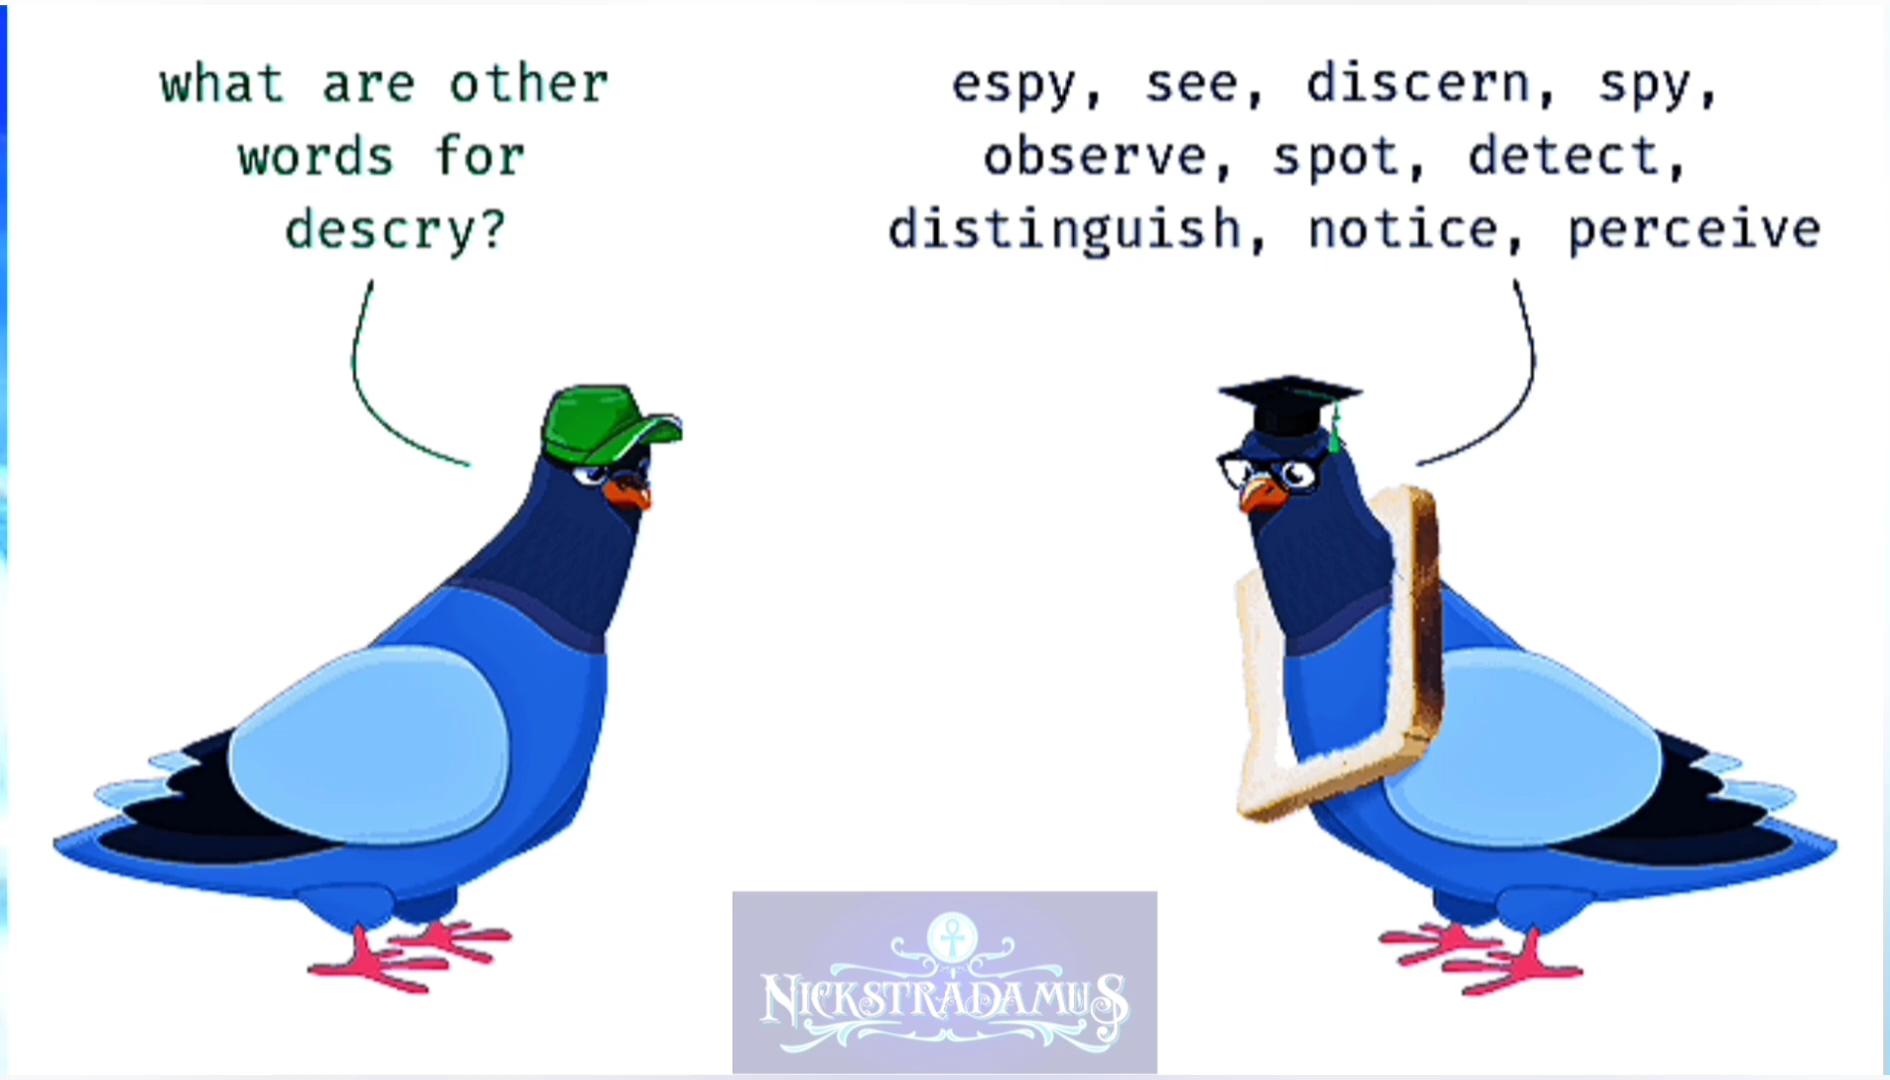 what are other
words for
descry?
espy, see, discern, spy,
observe, spot, detect,
distinguish, notice, perceive
NICKSTRADAMUS